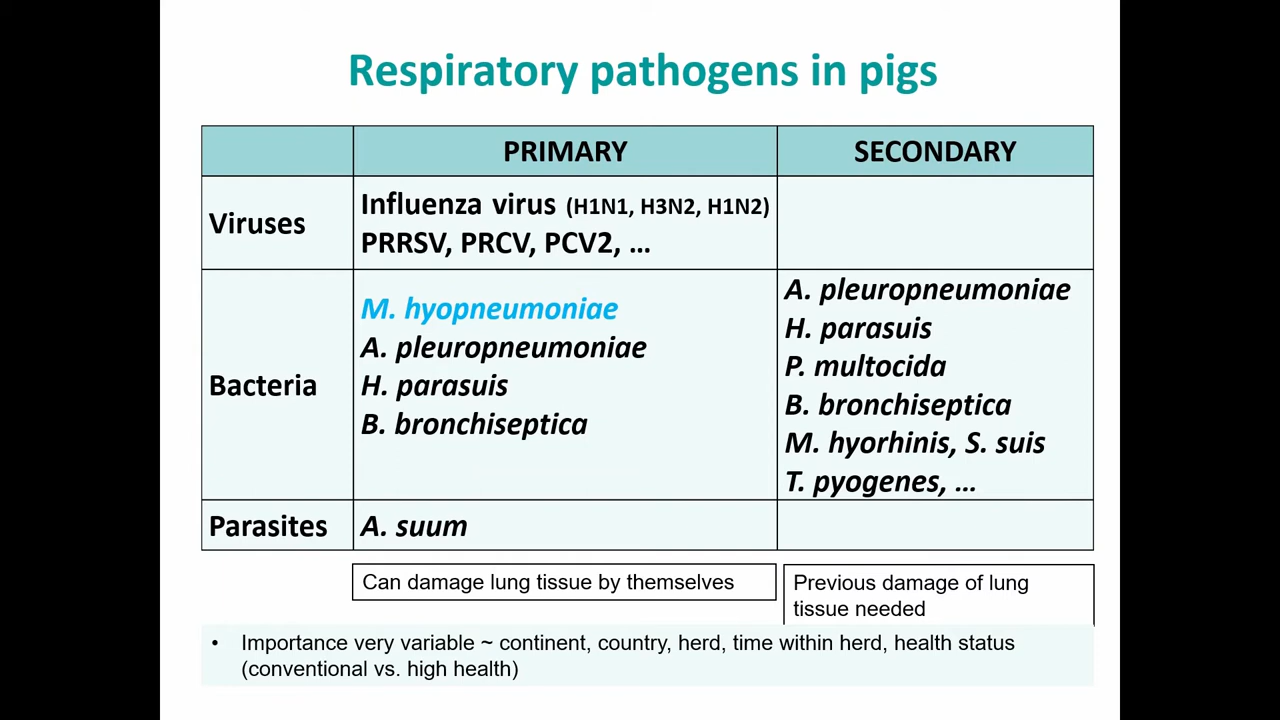 Respiratory pathogens in pigs
PRIMARY
SECONDARY
Viruses
Influenza virus (H1N1, H3N2, H1N2)
PRRSV, PRCV, PCV2, ...
Bacteria
M. hyopneumoniae
A. pleuropneumoniae
H. parasuis
B. bronchiseptica
A. pleuropneumoniae
H. parasuis
P. multocida
B. bronchiseptica
M. hyorhinis, S. suis
T. pyogenes, ...
Parasites
A. suum
Can damage lung tissue by themselves
Previous damage of lung
tissue needed
• Importance very variable ~ continent, country, herd, time within herd, health status
(conventional vs. high health)